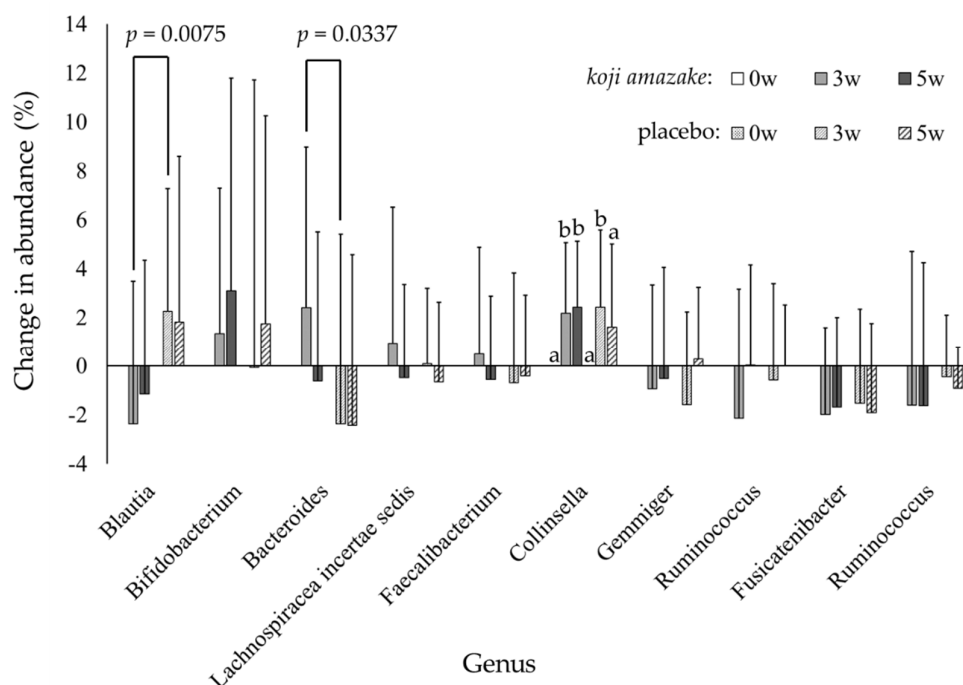 14
12
10
8
6
4
2
0
-2
-4
Change in abundance (%)
p = 0.0075
p = 0.0337
koji amazake: 0w 3w 5w
placebo: 0w 3w 5w
a b b a b a
Blautia
Bifidobacterium
Bacteroides
Lachnospiracea incertae sedis
Faecalibacterium
Collinsella
Gemmiger
Ruminococcus
Fusicatenibacter
Ruminococcus
Genus